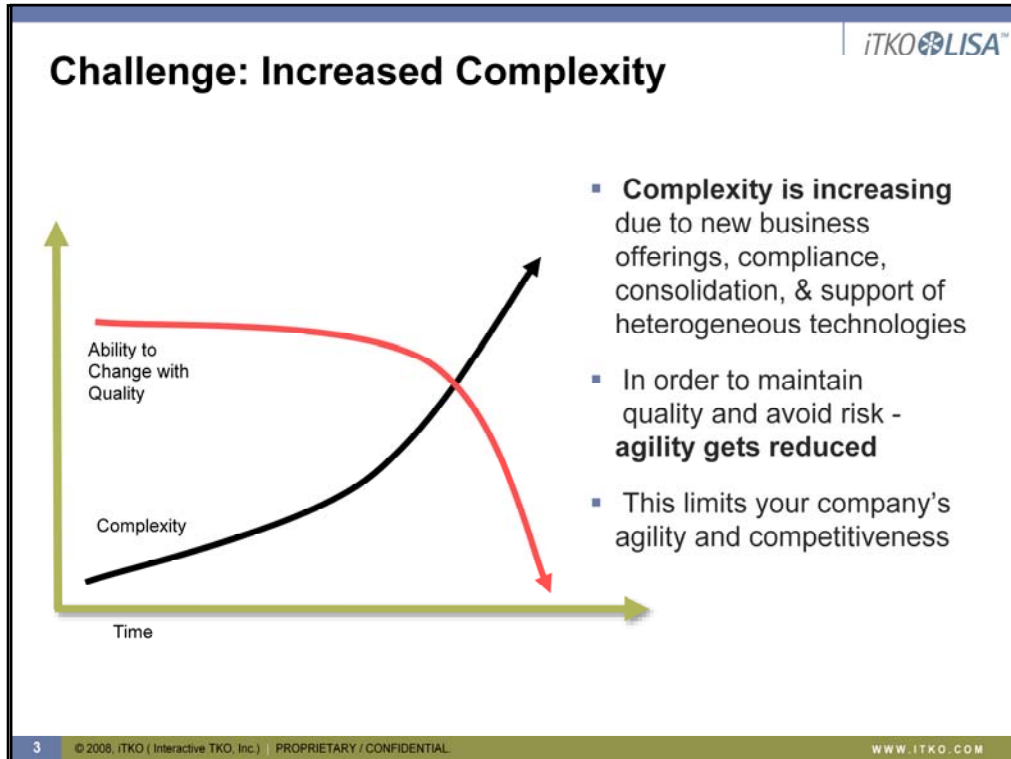 iTKO LISA™
Challenge: Increased Complexity
Ability to
Change with
Quality
Complexity
Time
▪ Complexity is increasing
due to new business
offerings, compliance,
consolidation, & support of
heterogeneous technologies
▪ In order to maintain
quality and avoid risk -
agility gets reduced
▪ This limits your company’s
agility and competitiveness
3 © 2008, iTKO ( Interactive TKO, Inc.) | PROPRIETARY / CONFIDENTIAL. WWW.ITKO.COM